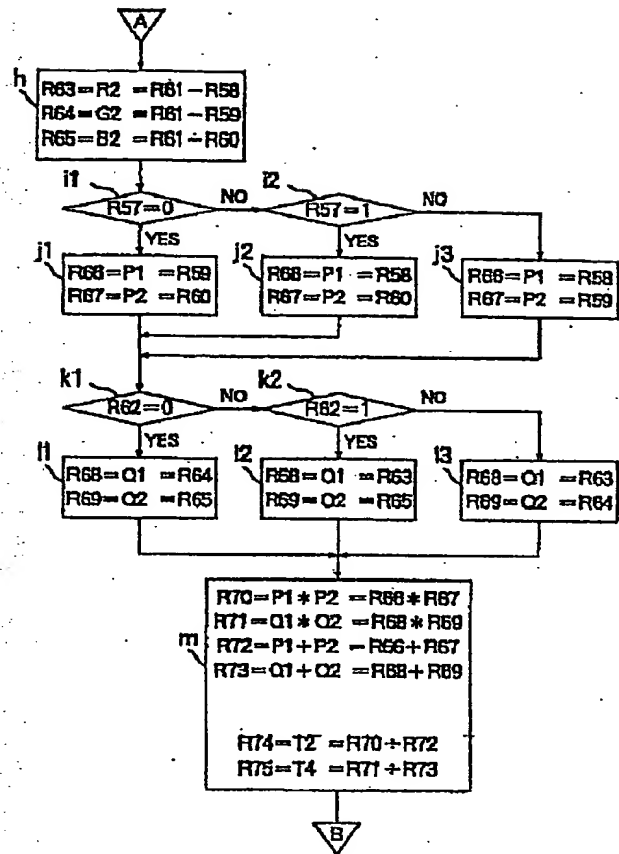 A
h
R63=R2 =R61-R58
R64=G2 =R61-R59
R65=B2 =R61-R60
i1
R57=0
NO
i2
R57=1
NO
YES
YES
j1
R66=P1 =R59
R67=P2 =R60
j2
R66=P1 =R58
R67=P2 =R60
j3
R66=P1 =R58
R67=P2 =R59
k1
R62=0
NO
k2
R62=1
NO
YES
YES
l1
R68=Q1 =R64
R69=Q2 =R65
l2
R68=Q1 =R63
R69=Q2 =R65
l3
R68=Q1 =R63
R69=Q2 =R64
m
R70=P1*P2 =R66*R67
R71=Q1*Q2 =R68*R69
R72=P1+P2 =R66+R67
R73=Q1+Q2 =R68+R69
R74=T2 =R70÷R72
R75=T4 =R71÷R73
B